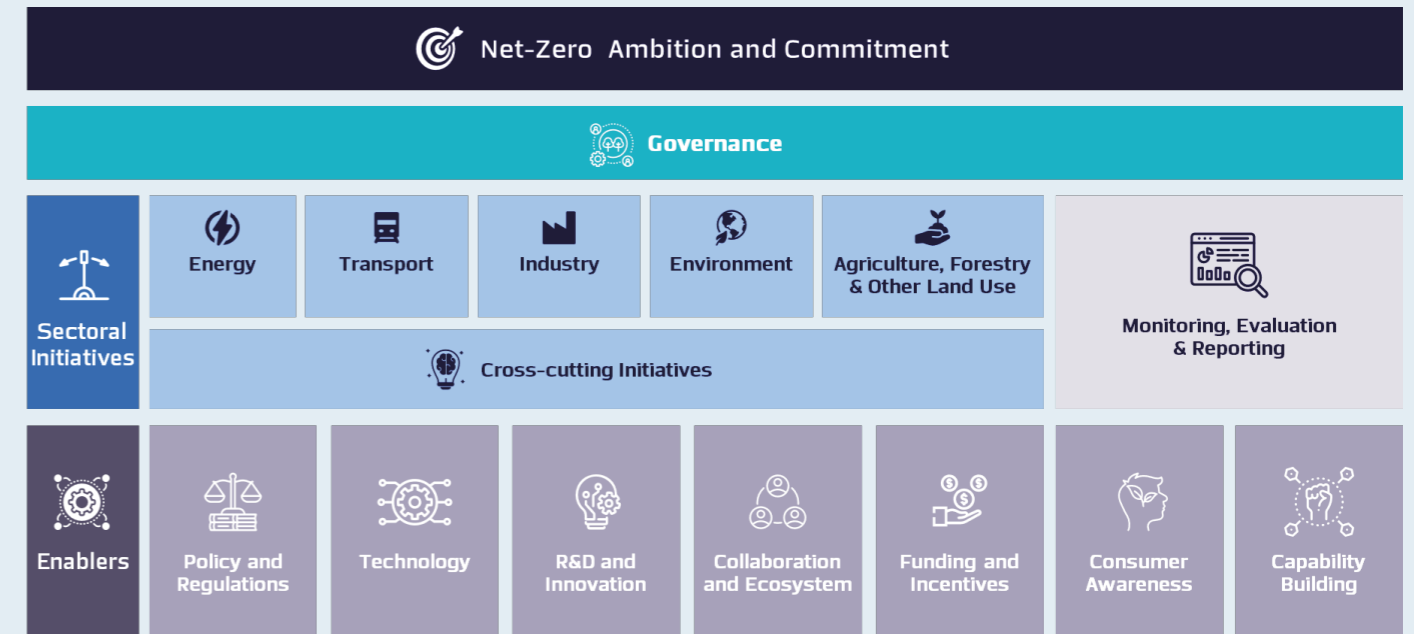 Net-Zero Ambition and Commitment
Governance
Sectoral
Initiatives
Energy
Transport
Industry
Environment
Agriculture, Forestry
& Other Land Use
Cross-cutting Initiatives
Monitoring, Evaluation
& Reporting
Enablers
Policy and
Regulations
Technology
R&D and
Innovation
Collaboration
and Ecosystem
Funding and
Incentives
Consumer
Awareness
Capability
Building